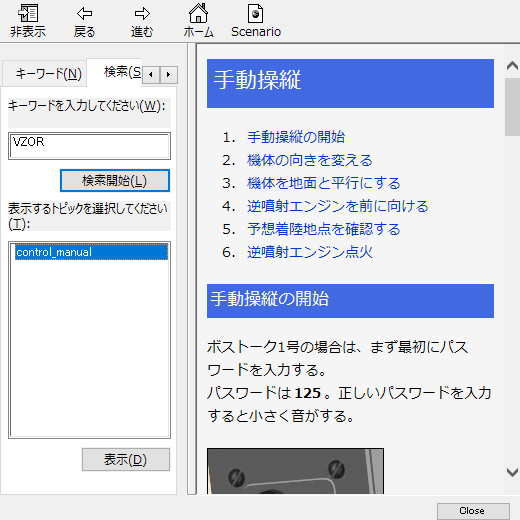 非表示 戻る 進む ホーム Scenario
キーワード(N) 検索(S
キーワードを入力してください(W):
VZOR
検索開始(L)
表示するトピックを選択してください
(T):
control_manual
表示(D)
手動操縦
1. 手動操縦の開始
2. 機体の向きを変える
3. 機体を地面と平行にする
4. 逆噴射エンジンを前に向ける
5. 予想着陸地点を確認する
6. 逆噴射エンジン点火
手動操縦の開始
ボストーク1号の場合は、まず最初にパス
ワードを入力する。
パスワードは 125 。正しいパスワードを入力
すると小さく音がする。
Close